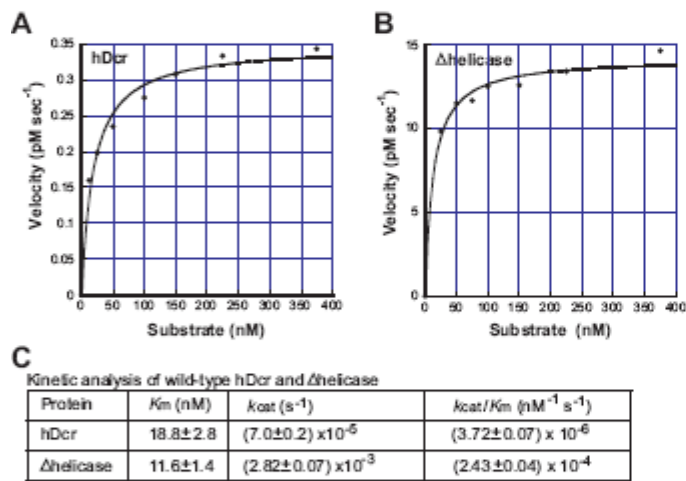 A
B
hDcr
Δhelicase
0.35
0.3
0.25
0.2
0.15
0.1
0.05
0
Velocity (pM sec⁻¹)
0 50 100 150 200 250 300 350 400
Substrate (nM)
15
10
5
0
Velocity (pM sec⁻¹)
0 50 100 150 200 250 300 350 400
Substrate (nM)
C
Kinetic analysis of wild-type hDcr and Δhelicase
Protein Km (nM) kcat (s⁻¹) kcat/Km (nM⁻¹ s⁻¹)
hDcr 18.8±2.8 (7.0±0.2) x10⁻⁵ (3.72±0.07) x 10⁻⁶
Δhelicase 11.6±1.4 (2.82±0.07) x10⁻³ (2.43±0.04) x 10⁻⁴